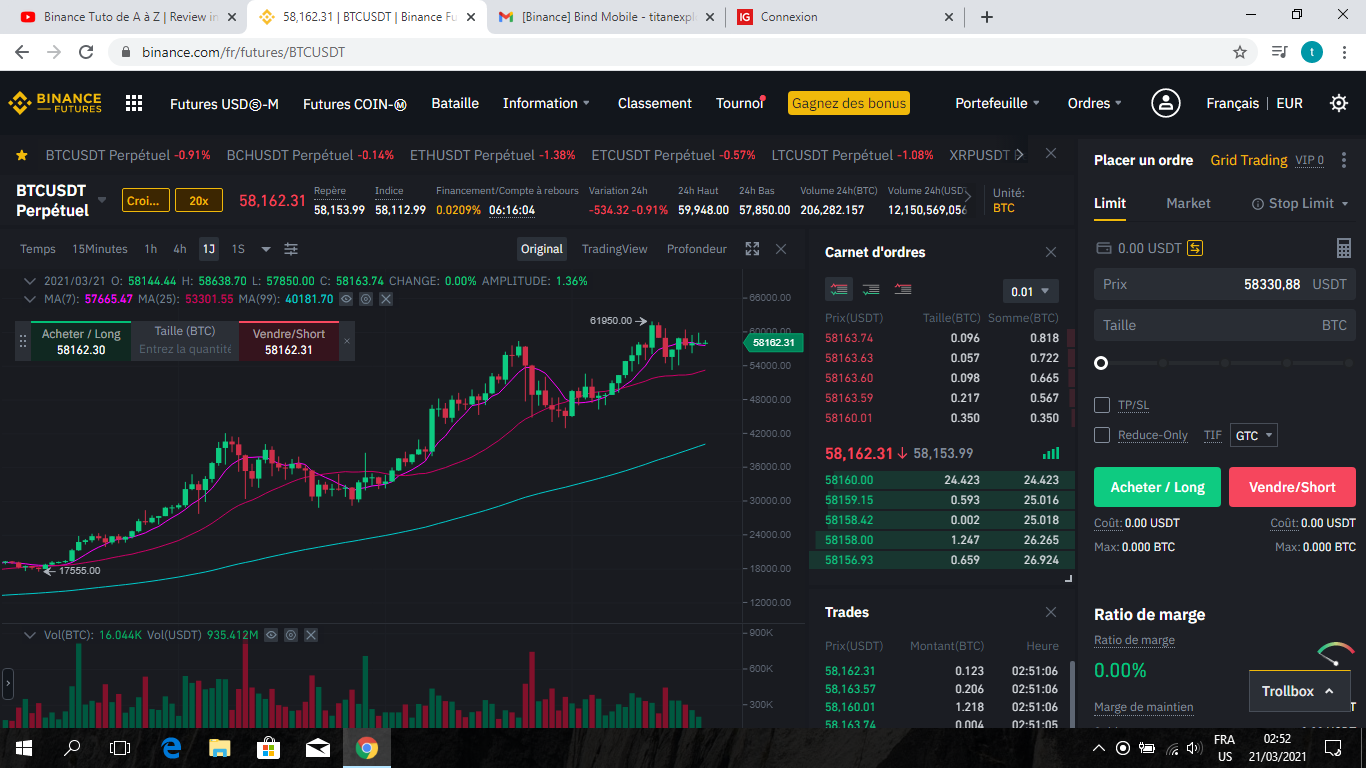 Binance Tuto de A à Z | Review in
58,162.31 | BTCUSDT | Binance Fu
[Binance] Bind Mobile - titanexpl
IG Connexion
binance.com/fr/futures/BTCUSDT
t
BINANCE FUTURES
Futures USDⓈ-M Futures COIN-Ⓜ Bataille Information Classement Tournoi Gagnez des bonus Portefeuille Ordres Français | EUR
BTCUSDT Perpétuel -0.91% BCHUSDT Perpétuel -0.14% ETHUSDT Perpétuel -1.38% ETCUSDT Perpétuel -0.57% LTCUSDT Perpétuel -1.08% XRPUSDT
BTCUSDT Perpétuel
Croi... 20x 58,162.31
Repère 58,153.99
Indice 58,112.99
Financement/Compte à rebours 0.0209% 06:16:04
Variation 24h -534.32 -0.91%
24h Haut 59,948.00
24h Bas 57,850.00
Volume 24h(BTC) 206,282.157
Volume 24h(USD 12,150,569,056
Unité: BTC
Temps 15Minutes 1h 4h 1J 1S Original TradingView Profondeur
2021/03/21 O: 58144.44 H: 58638.70 L: 57850.00 C: 58163.74 CHANGE: 0.00% AMPLITUDE: 1.36%
MA(7): 57665.47 MA(25): 53301.55 MA(99): 40181.70
Acheter / Long 58162.30
Taille (BTC) Entrez la quantité
Vendre/Short 58162.31
61950.00
17555.00
66000.00
60000.00
58162.31
54000.00
48000.00
42000.00
36000.00
30000.00
24000.00
18000.00
12000.00
Vol(BTC): 16.044K Vol(USDT) 935.412M
900K
600K
300K
Carnet d'ordres
0.01
Prix(USDT) Taille(BTC) Somme(BTC)
58163.74 0.096 0.818
58163.63 0.057 0.722
58163.60 0.098 0.665
58163.59 0.217 0.567
58160.01 0.350 0.350
58,162.31 58,153.99
58160.00 24.423 24.423
58159.15 0.593 25.016
58158.42 0.002 25.018
58158.00 1.247 26.265
58156.93 0.659 26.924
Trades
Prix(USDT) Montant(BTC) Heure
58,162.31 0.123 02:51:06
58,163.57 0.206 02:51:06
58,160.01 1.218 02:51:06
58,163.74 0.004 02:51:05
Placer un ordre Grid Trading VIP 0
Limit Market Stop Limit
0.00 USDT
Prix 58330,88 USDT
Taille BTC
TP/SL
Reduce-Only TIF GTC
Acheter / Long Vendre/Short
Coût: 0.00 USDT Coût: 0.00 USDT
Max: 0.000 BTC Max: 0.000 BTC
Ratio de marge
Ratio de marge
0.00%
Trollbox
Marge de maintien
FRA
US
02:52
21/03/2021